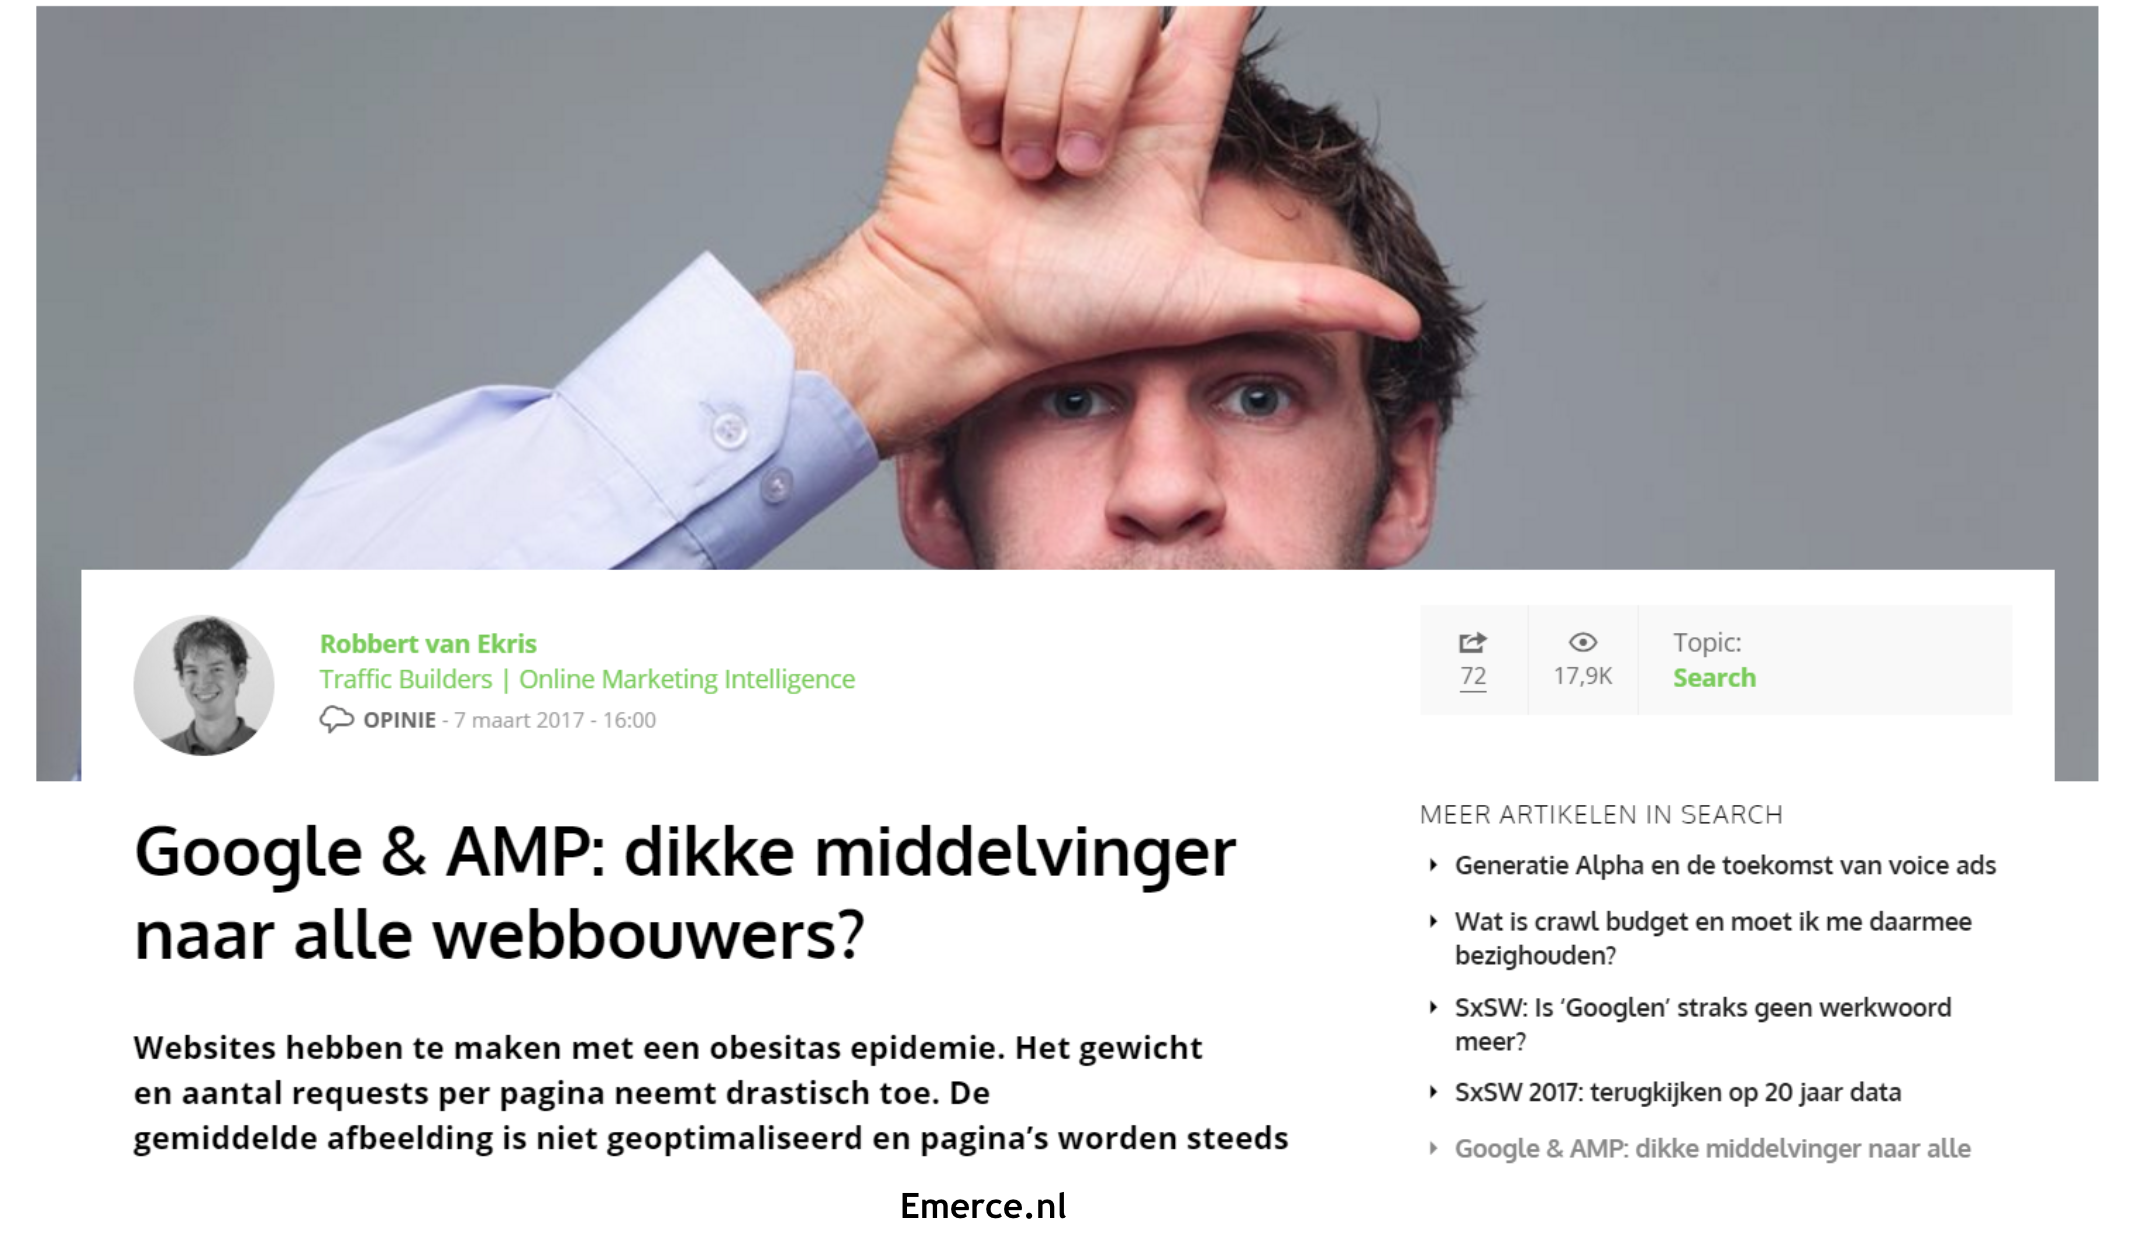 Robbert van Ekris
Traffic Builders | Online Marketing Intelligence
OPINIE - 7 maart 2017 - 16:00
72
17,9K
Topic:
Search
Google & AMP: dikke middelvinger
naar alle webbouwers?
Websites hebben te maken met een obesitas epidemie. Het gewicht
en aantal requests per pagina neemt drastisch toe. De
gemiddelde afbeelding is niet geoptimaliseerd en pagina’s worden steeds
MEER ARTIKELEN IN SEARCH
Generatie Alpha en de toekomst van voice ads
Wat is crawl budget en moet ik me daarmee
bezighouden?
SxSW: Is ‘Googlen’ straks geen werkwoord
meer?
SxSW 2017: terugkijken op 20 jaar data
Google & AMP: dikke middelvinger naar alle
Emerce.nl